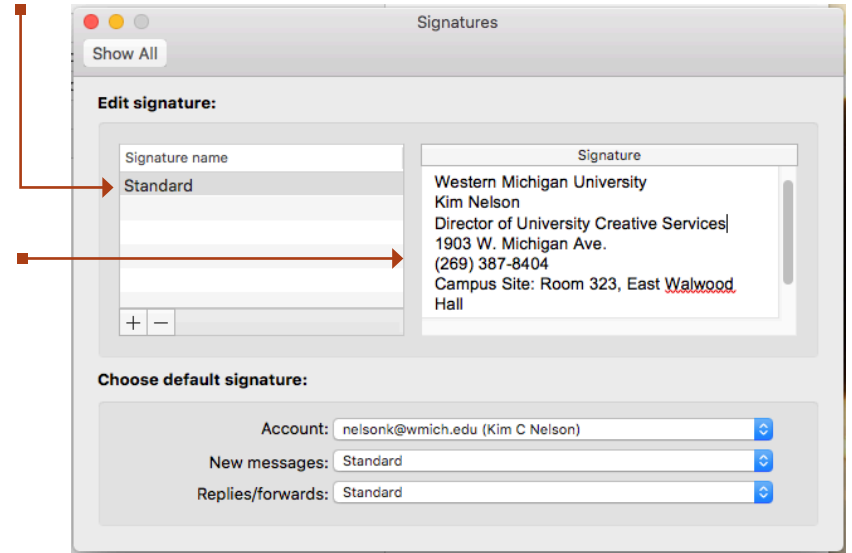 Signatures
Show All
Edit signature:
Signature name
Standard
Signature
Western Michigan University
Kim Nelson
Director of University Creative Services
1903 W. Michigan Ave.
(269) 387-8404
Campus Site: Room 323, East Walwood
Hall
+ −
Choose default signature:
Account: nelsonk@wmich.edu (Kim C Nelson)
New messages: Standard
Replies/forwards: Standard